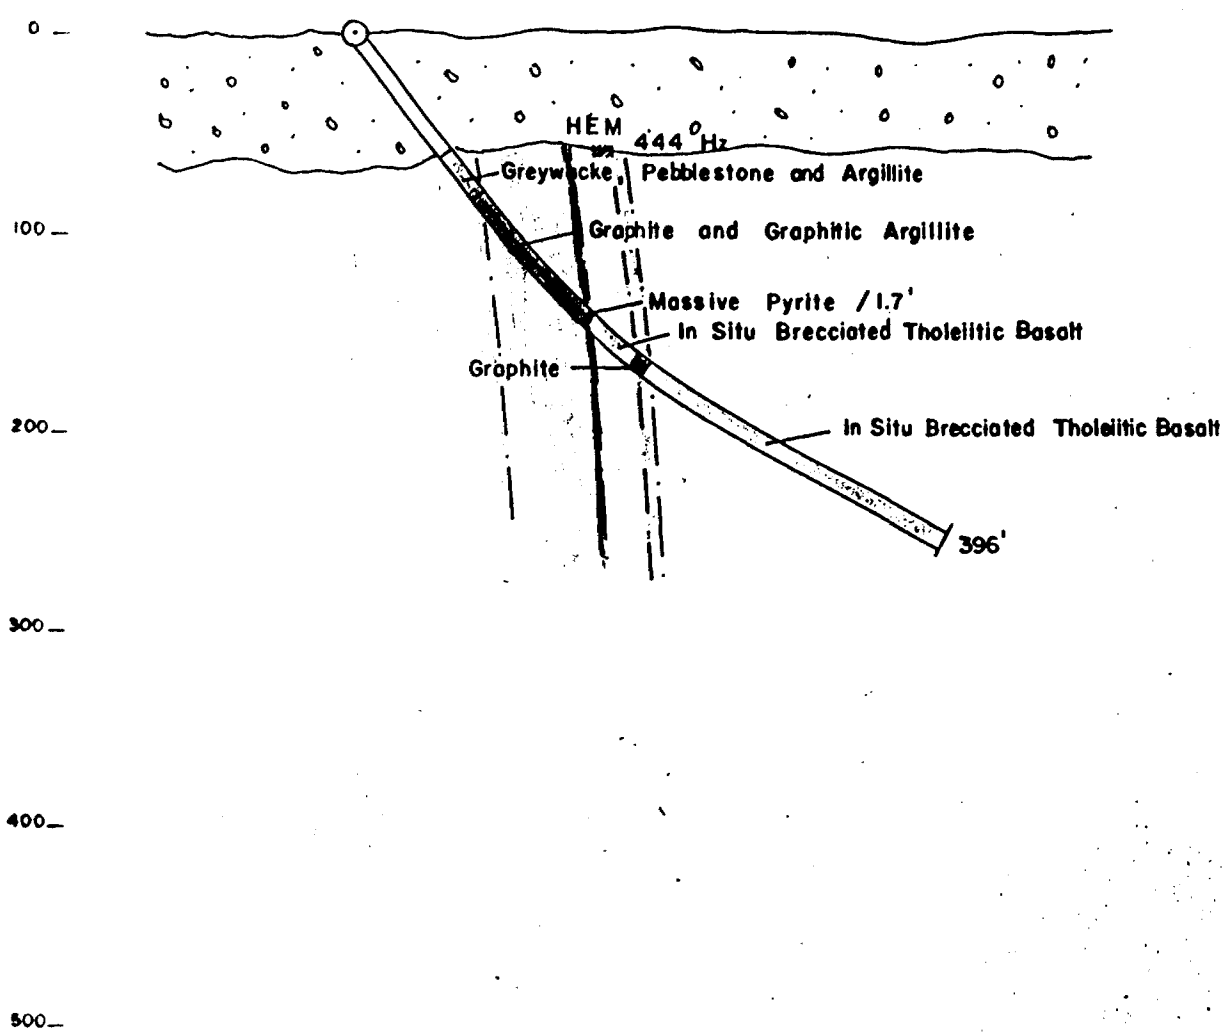 0
HEM
444 Hz
Greywacke, Pebblestone and Argillite
100
Graphite and Graphitic Argillite
Massive Pyrite / 1.7'
In Situ Brecciated Tholeiitic Basalt
Graphite
200
In Situ Brecciated Tholeiitic Basalt
396'
300
400
500